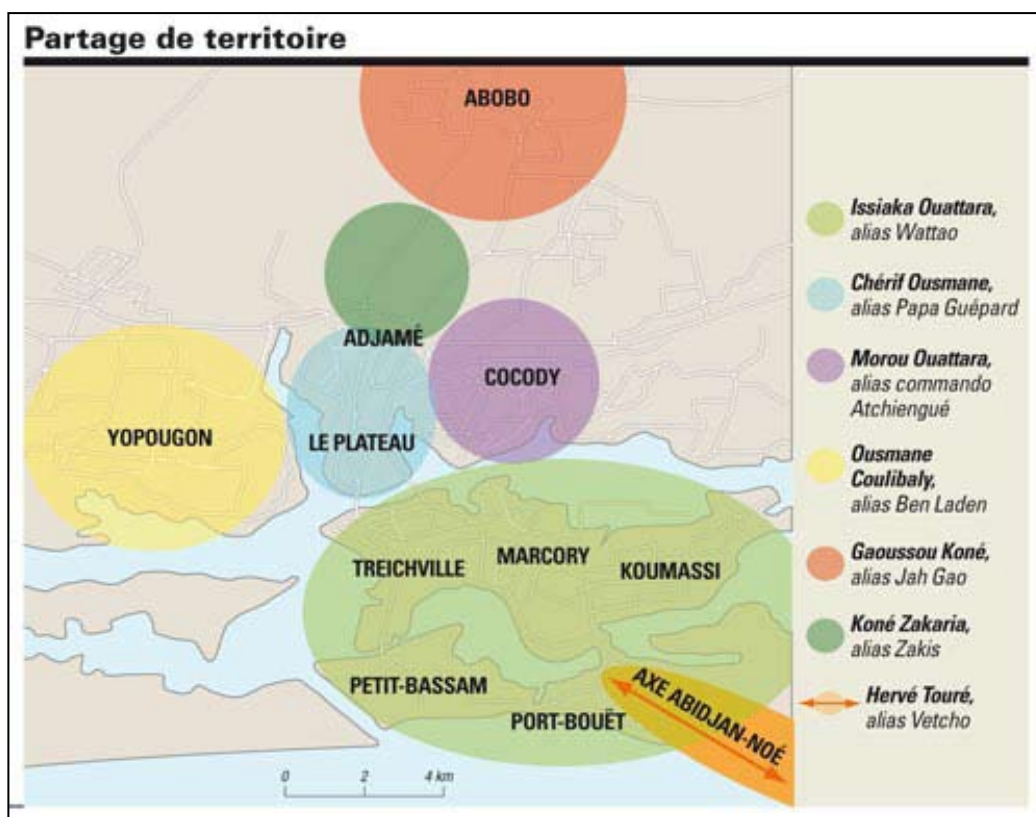 Partage de territoire
ABOBO
ADJAMÉ
COCODY
YOPOUGON
LE PLATEAU
TREICHVILLE
MARCORY
KOUMASSI
PETIT-BASSAM
PORT-BOUËT
AXE ABIDJAN-NOÉ
0 2 4 km
Issiaka Ouattara,
alias Wattao
Chérif Ousmane,
alias Papa Guépard
Morou Ouattara,
alias commando
Atchiengué
Ousmane
Coulibaly,
alias Ben Laden
Gaoussou Koné,
alias Jah Gao
Koné Zakaria,
alias Zakis
Hervé Touré,
alias Vetcho